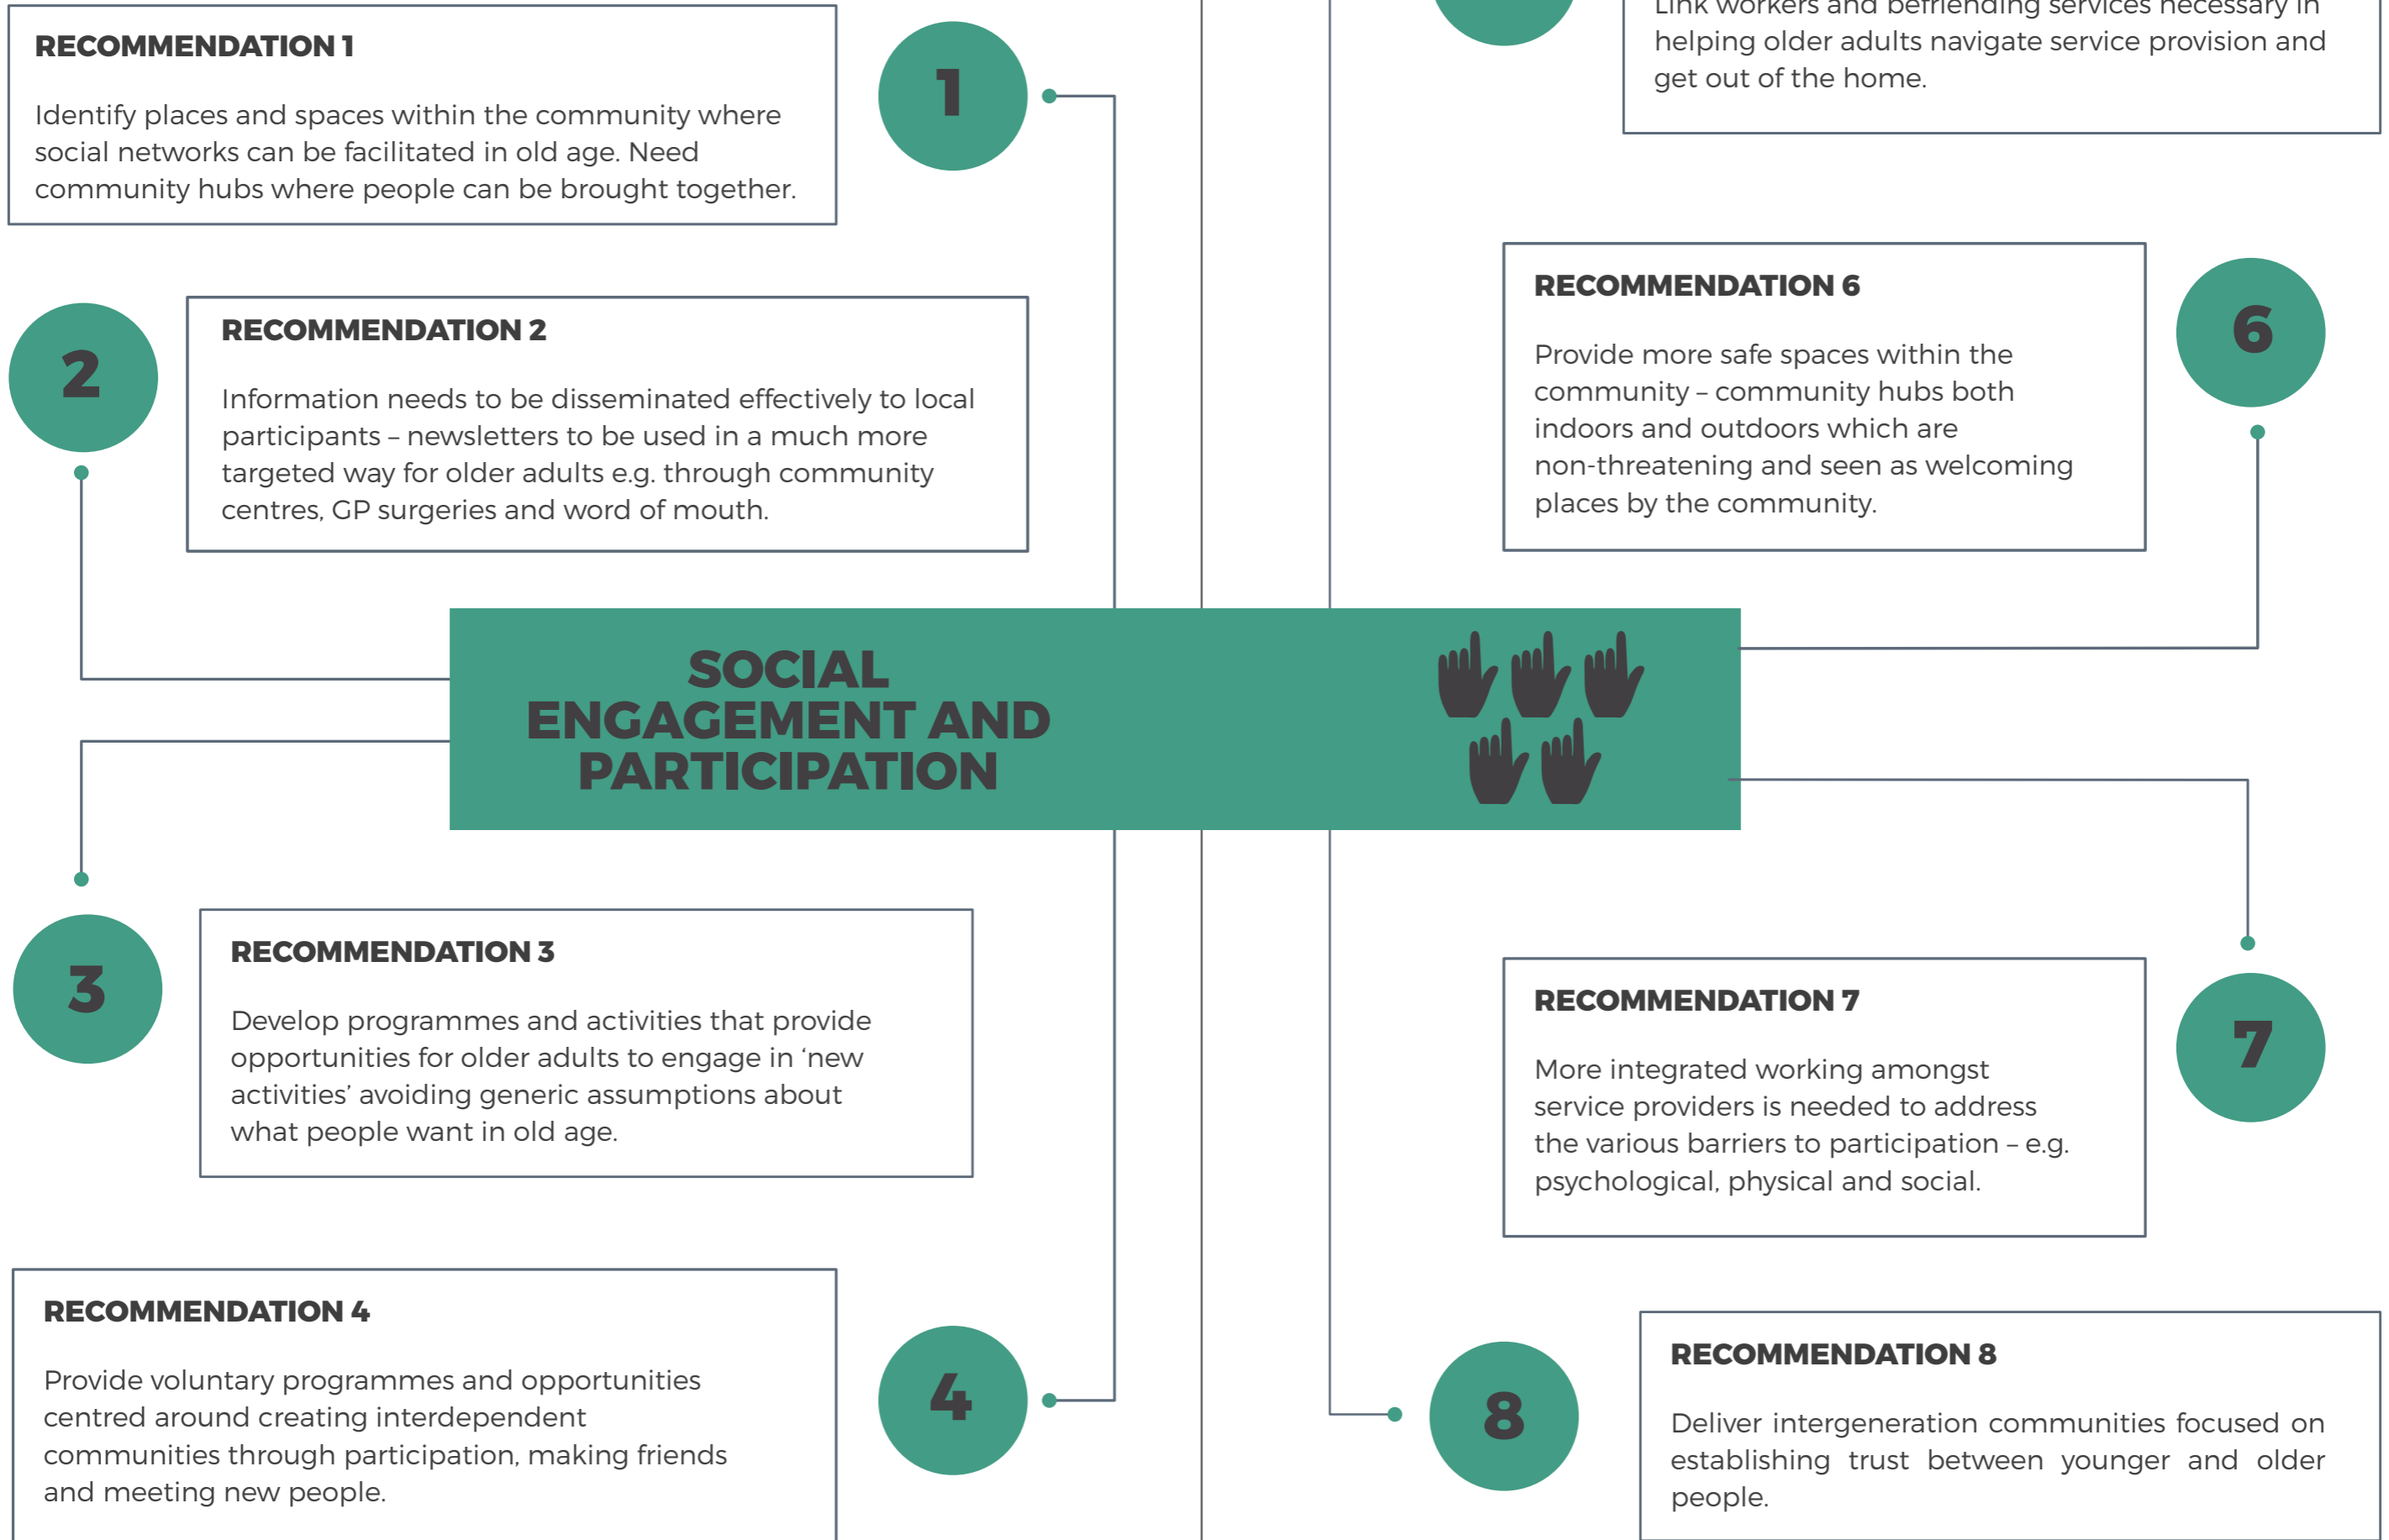 RECOMMENDATION 1
Identify places and spaces within the community where
social networks can be facilitated in old age. Need
community hubs where people can be brought together.
1
2
RECOMMENDATION 2
Information needs to be disseminated effectively to local
participants – newsletters to be used in a much more
targeted way for older adults e.g. through community
centres, GP surgeries and word of mouth.
SOCIAL
ENGAGEMENT AND
PARTICIPATION
3
RECOMMENDATION 3
Develop programmes and activities that provide
opportunities for older adults to engage in ‘new
activities’ avoiding generic assumptions about
what people want in old age.
RECOMMENDATION 4
Provide voluntary programmes and opportunities
centred around creating interdependent
communities through participation, making friends
and meeting new people.
4
Link workers and befriending services necessary in
helping older adults navigate service provision and
get out of the home.
RECOMMENDATION 6
Provide more safe spaces within the
community – community hubs both
indoors and outdoors which are
non-threatening and seen as welcoming
places by the community.
6
RECOMMENDATION 7
More integrated working amongst
service providers is needed to address
the various barriers to participation – e.g.
psychological, physical and social.
7
8
RECOMMENDATION 8
Deliver intergeneration communities focused on
establishing trust between younger and older
people.